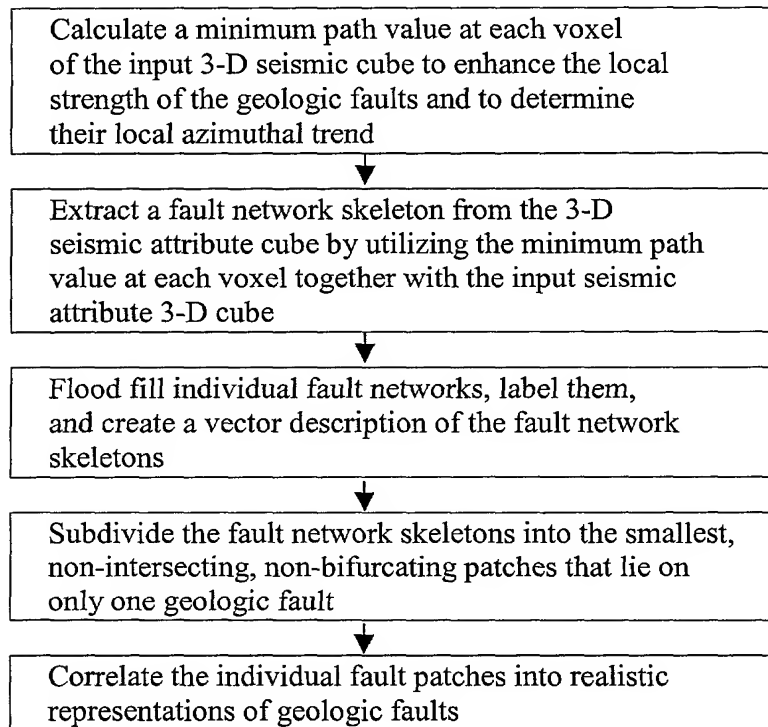 Calculate a minimum path value at each voxel
of the input 3-D seismic cube to enhance the local
strength of the geologic faults and to determine
their local azimuthal trend
Extract a fault network skeleton from the 3-D
seismic attribute cube by utilizing the minimum path
value at each voxel together with the input seismic
attribute 3-D cube
Flood fill individual fault networks, label them,
and create a vector description of the fault network
skeletons
Subdivide the fault network skeletons into the smallest,
non-intersecting, non-bifurcating patches that lie on
only one geologic fault
Correlate the individual fault patches into realistic
representations of geologic faults